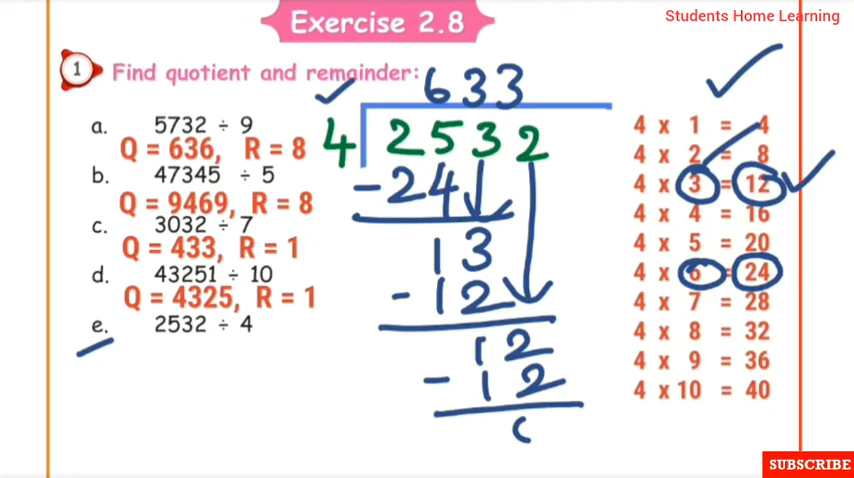 Students Home Learning
Exercise 2.8
1 Find quotient and remainder:
a. 5732 ÷ 9
Q = 636, R = 8
b. 47345 ÷ 5
Q = 9469, R = 8
c. 3032 ÷ 7
Q = 433, R = 1
d. 43251 ÷ 10
Q = 4325, R = 1
e. 2532 ÷ 4
633
4 2532
-24
13
-12
12
-12
4 x 1 = 4
4 x 2 = 8
4 x 3 = 12
4 x 4 = 16
4 x 5 = 20
4 x 6 = 24
4 x 7 = 28
4 x 8 = 32
4 x 9 = 36
4 x 10 = 40
SUBSCRIBE